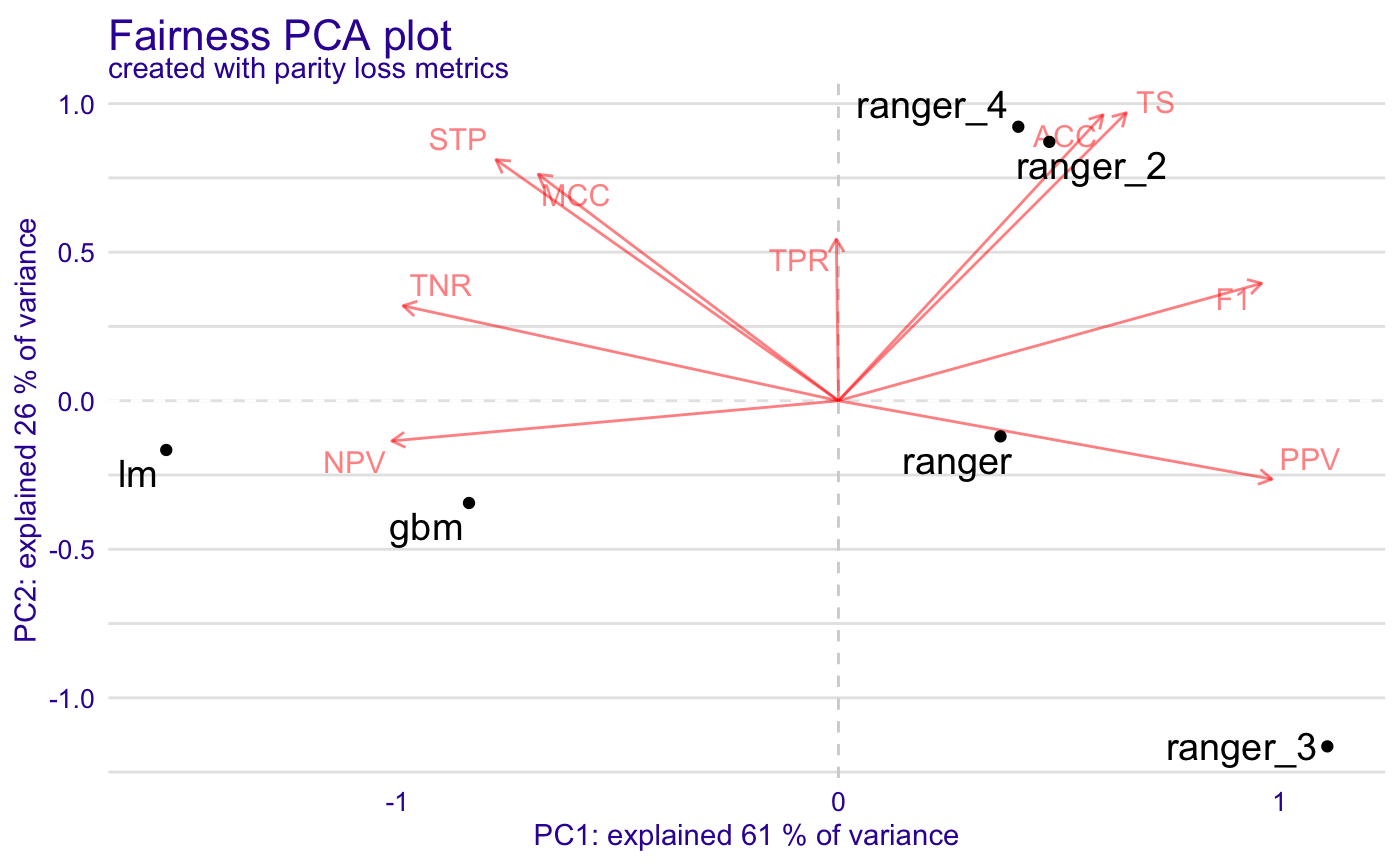 Fairness PCA plot
created with parity loss metrics
1.0
ranger_4
TS
ACC
STP
ranger_2
MCC
0.5
TPR
TNR
F1
0.0
PPV
NPV
ranger
lm
gbm
-0.5
-1.0
ranger_3
-1
0
1
PC1: explained 61 % of variance
PC2: explained 26 % of variance